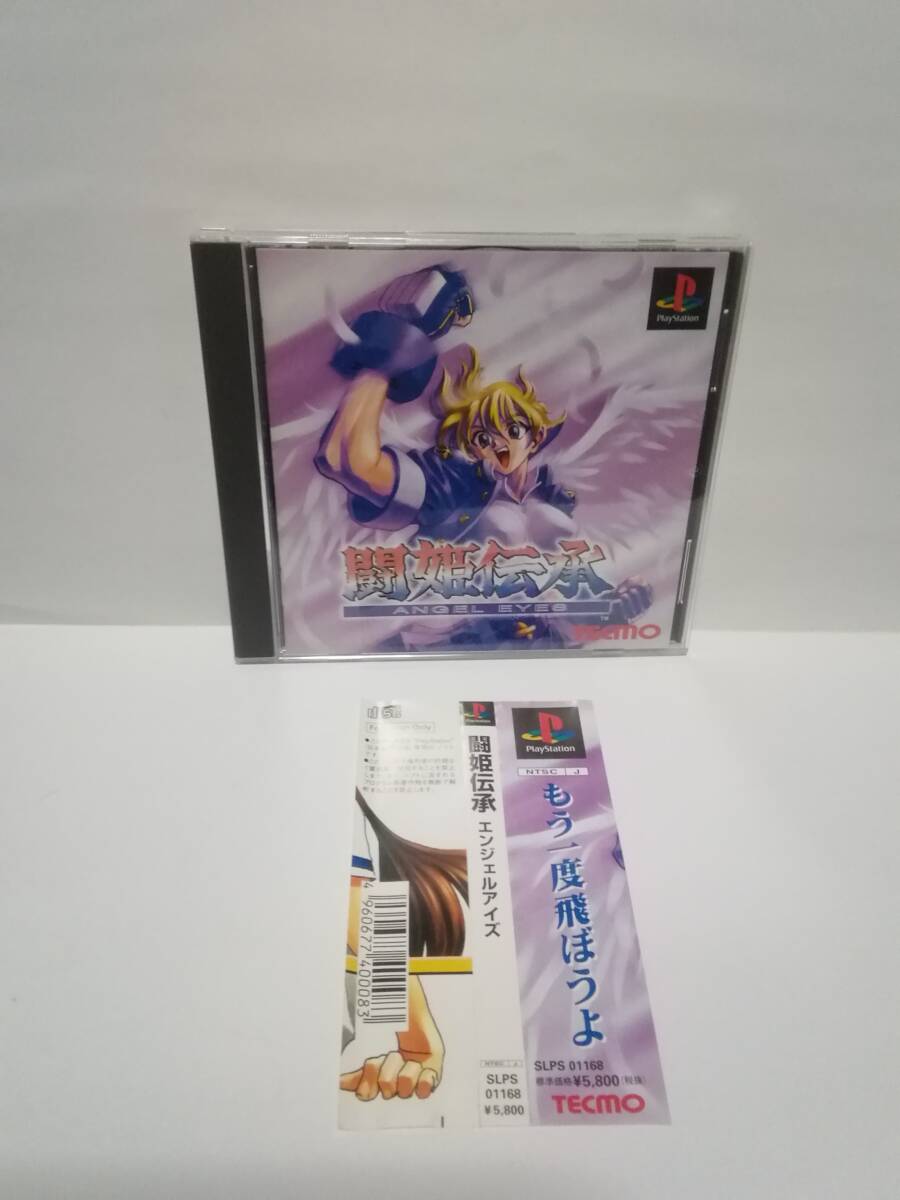 PlayStation
闘姫伝承
ANGEL EYES
TM
TECMO
闘姫伝承 エンジェルアイズ
NTSC J
SLPS
01168
¥5,800
PlayStation
NTSC J
もう一度飛ぼうよ
SLPS 01168
標準価格¥5,800(税抜)
TECMO
4960677400083